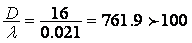 D/λ = 16/0.021 = 761.9 ≻ 100